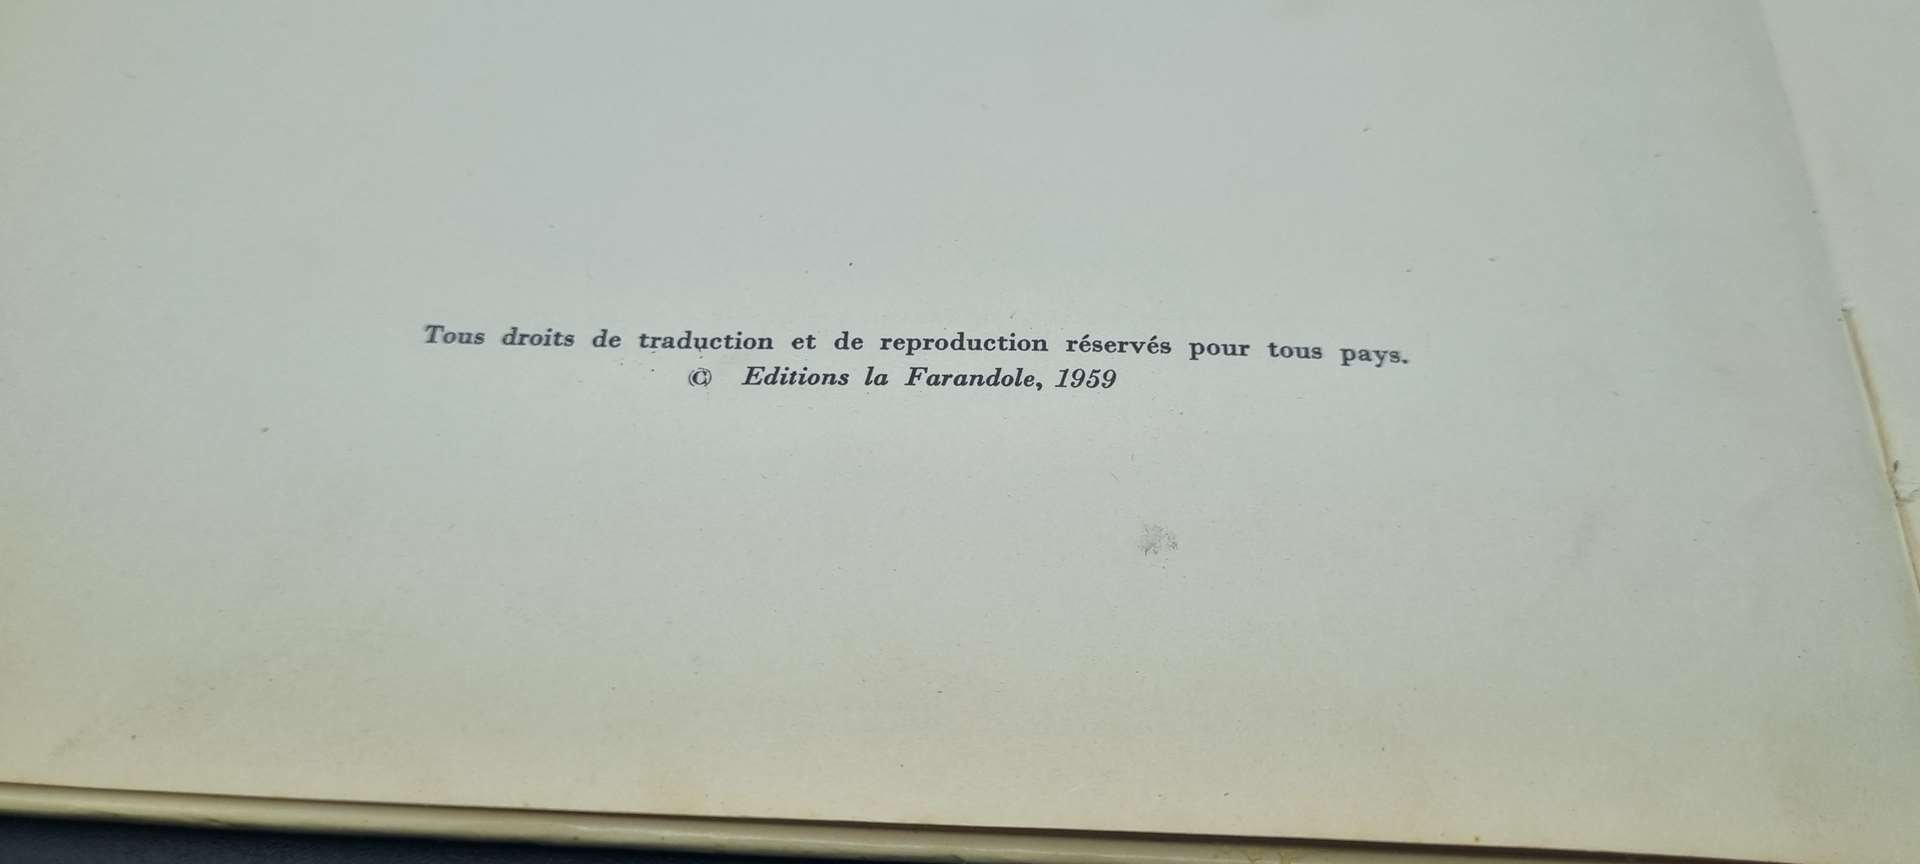 Tous droits de traduction et de reproduction réservés pour tous pays.
© Editions la Farandole, 1959